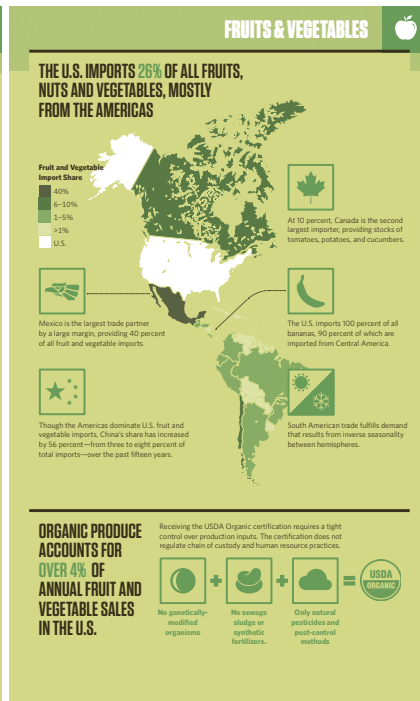 FRUITS & VEGETABLES
THE U.S. IMPORTS 26% OF ALL FRUITS,
NUTS AND VEGETABLES, MOSTLY
FROM THE AMERICAS
Fruit and Vegetable
Import Share
40%
6–10%
1–5%
>1%
U.S.
At 10 percent, Canada is the second
largest importer, providing stocks of
tomatoes, potatoes, and cucumbers.
Mexico is the largest trade partner
by a large margin, providing 40 percent
of all fruit and vegetable imports.
The U.S. imports 100 percent of all
bananas, 90 percent of which are
imported from Central America.
Though the Americas dominate U.S. fruit and
vegetable imports, China's share has increased
by 56 percent—from three to eight percent of
total imports—over the past fifteen years.
South American trade fulfills demand
that results from inverse seasonality
between hemispheres.
ORGANIC PRODUCE
ACCOUNTS FOR
OVER 4% OF
ANNUAL FRUIT AND
VEGETABLE SALES
IN THE U.S.
Receiving the USDA Organic certification requires a tight
control over production inputs. The certification does not
regulate chain of custody and human resource practices.
No genetically-
modified
organisms
No sewage
sludge or
synthetic
fertilizers.
Only natural
pesticides and
pest-control
methods
USDA
ORGANIC